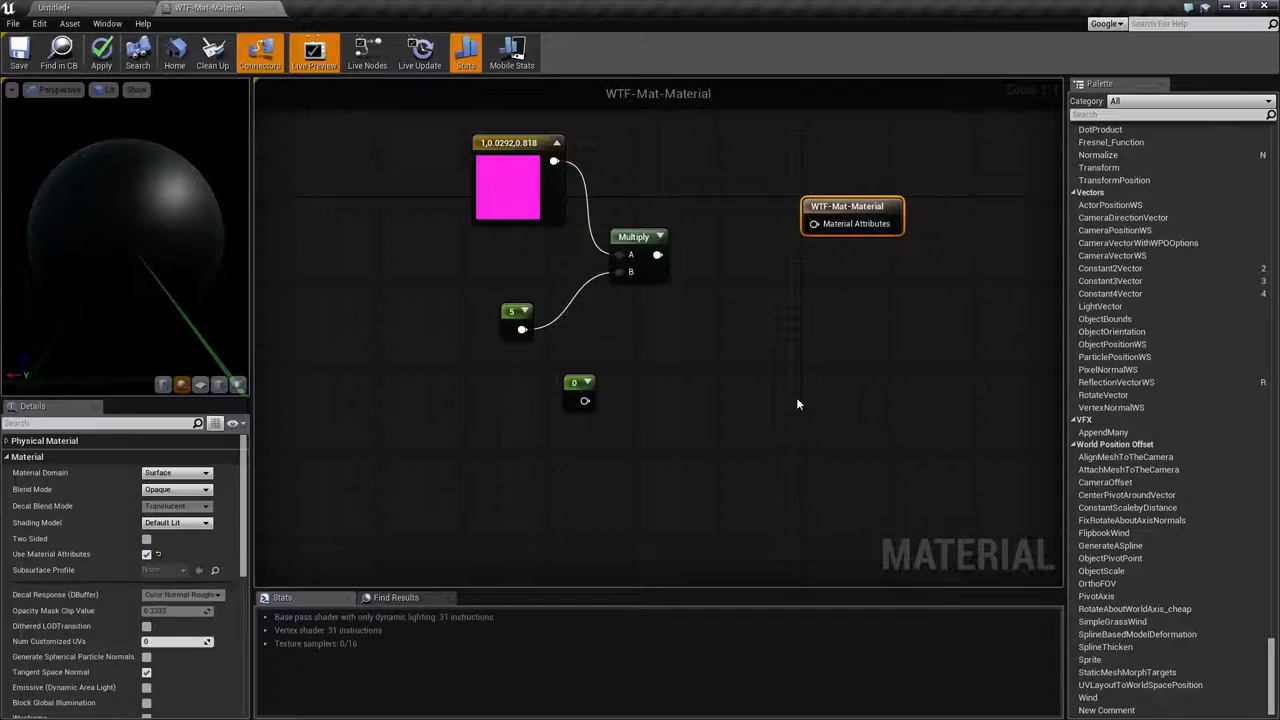 Untitled*
WTF-Mat-Material*
File Edit Asset Window Help
Google
Search For Help
Save Find in CB Apply Search Home Clean Up Connectors Live Preview Live Nodes Live Update Stats Mobile Stats
Perspective Lit Show
WTF-Mat-Material
1,0.0292,0.818
Multiply
A
B
5
0
WTF-Mat-Material
Material Attributes
MATERIAL
Y
Details
Search
Physical Material
Material
Material Domain Surface
Blend Mode Opaque
Decal Blend Mode Translucent
Shading Model Default Lit
Two Sided
Use Material Attributes
Subsurface Profile None
Decal Response (DBuffer) Color Normal Rough
Opacity Mask Clip Value 0.3333
Dithered LODTransition
Num Customized UVs 0
Generate Spherical Particle Normals
Tangent Space Normal
Emissive (Dynamic Area Light)
Block Global Illumination
Stats Find Results
Base pass shader with only dynamic lighting: 31 instructions
Vertex shader: 31 instructions
Texture samplers: 0/16
Palette
Category: All
Search
DotProduct
Fresnel_Function
Normalize N
Transform
TransformPosition
Vectors
ActorPositionWS
CameraDirectionVector
CameraPositionWS
CameraVectorWithWPOOptions
CameraVectorWS
Constant2Vector 2
Constant3Vector 3
Constant4Vector 4
LightVector
ObjectBounds
ObjectOrientation
ObjectPositionWS
ParticlePositionWS
PixelNormalWS
ReflectionVectorWS R
RotateVector
VertexNormalWS
VFX
AppendMany
World Position Offset
AlignMeshToTheCamera
AttachMeshToTheCamera
CameraOffset
CenterPivotAroundVector
ConstantScalebyDistance
FixRotateAboutAxisNormals
FlipbookWind
GenerateASpline
ObjectPivotPoint
ObjectScale
OrthoFOV
PivotAxis
RotateAboutWorldAxis_cheap
SimpleGrassWind
SplineBasedModelDeformation
SplineThicken
Sprite
StaticMeshMorphTargets
UVLayoutToWorldSpacePosition
Wind
New Comment